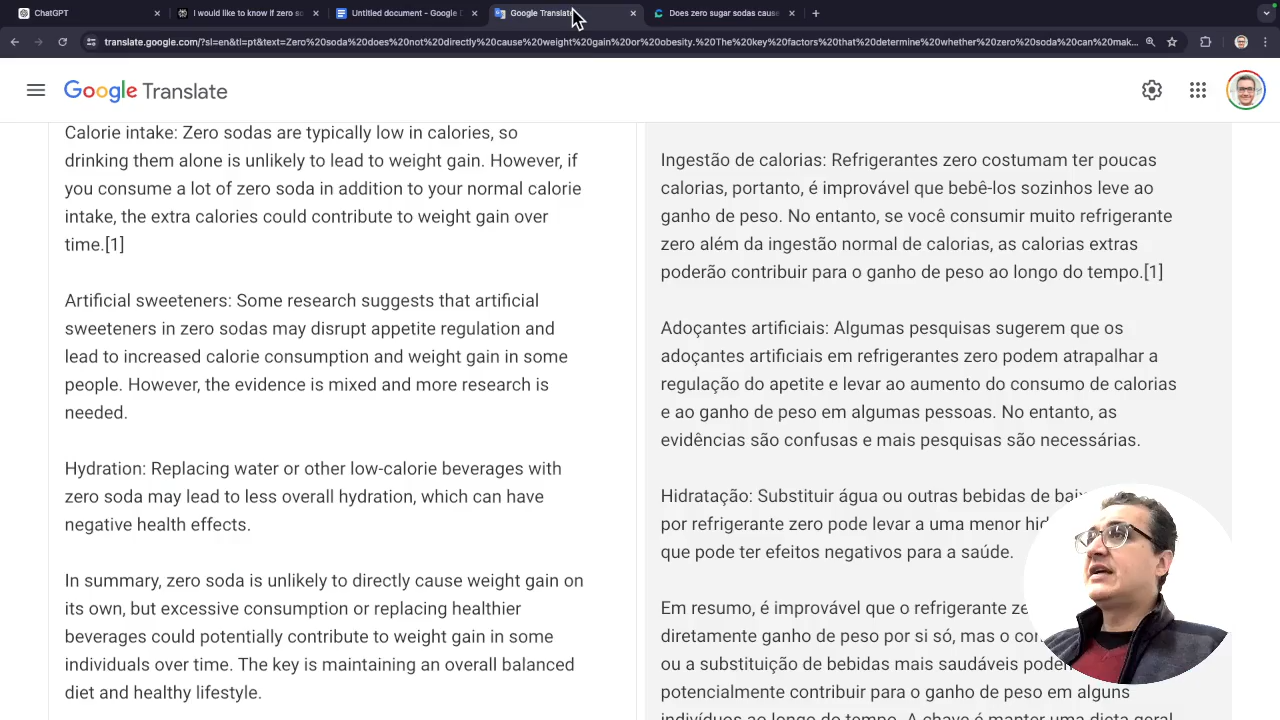 ChatGPT
I would like to know if zero so
Untitled document - Google D
Google Translate
Does zero sugar sodas cause
translate.google.com/?sl=en&tl=pt&text=Zero%20soda%20does%20not%20directly%20cause%20weight%20gain%20or%20obesity.%20The%20key%20factors%20that%20determine%20whether%20zero%20soda%20can%20mak...
Google Translate
Calorie intake: Zero sodas are typically low in calories, so
drinking them alone is unlikely to lead to weight gain. However, if
you consume a lot of zero soda in addition to your normal calorie
intake, the extra calories could contribute to weight gain over
time.[1]
Artificial sweeteners: Some research suggests that artificial
sweeteners in zero sodas may disrupt appetite regulation and
lead to increased calorie consumption and weight gain in some
people. However, the evidence is mixed and more research is
needed.
Hydration: Replacing water or other low-calorie beverages with
zero soda may lead to less overall hydration, which can have
negative health effects.
In summary, zero soda is unlikely to directly cause weight gain on
its own, but excessive consumption or replacing healthier
beverages could potentially contribute to weight gain in some
individuals over time. The key is maintaining an overall balanced
diet and healthy lifestyle.
Ingestão de calorias: Refrigerantes zero costumam ter poucas
calorias, portanto, é improvável que bebê-los sozinhos leve ao
ganho de peso. No entanto, se você consumir muito refrigerante
zero além da ingestão normal de calorias, as calorias extras
poderão contribuir para o ganho de peso ao longo do tempo.[1]
Adoçantes artificiais: Algumas pesquisas sugerem que os
adoçantes artificiais em refrigerantes zero podem atrapalhar a
regulação do apetite e levar ao aumento do consumo de calorias
e ao ganho de peso em algumas pessoas. No entanto, as
evidências são confusas e mais pesquisas são necessárias.
Hidratação: Substituir água ou outras bebidas de
por refrigerante zero pode levar a uma menor
que pode ter efeitos negativos para a saúde.
Em resumo, é improvável que o refrigerante
diretamente ganho de peso por si só, mas o
ou a substituição de bebidas mais saudáveis
potencialmente contribuir para o ganho de peso em alguns
indivíduos ao longo do tempo. A chave é manter uma dieta geral